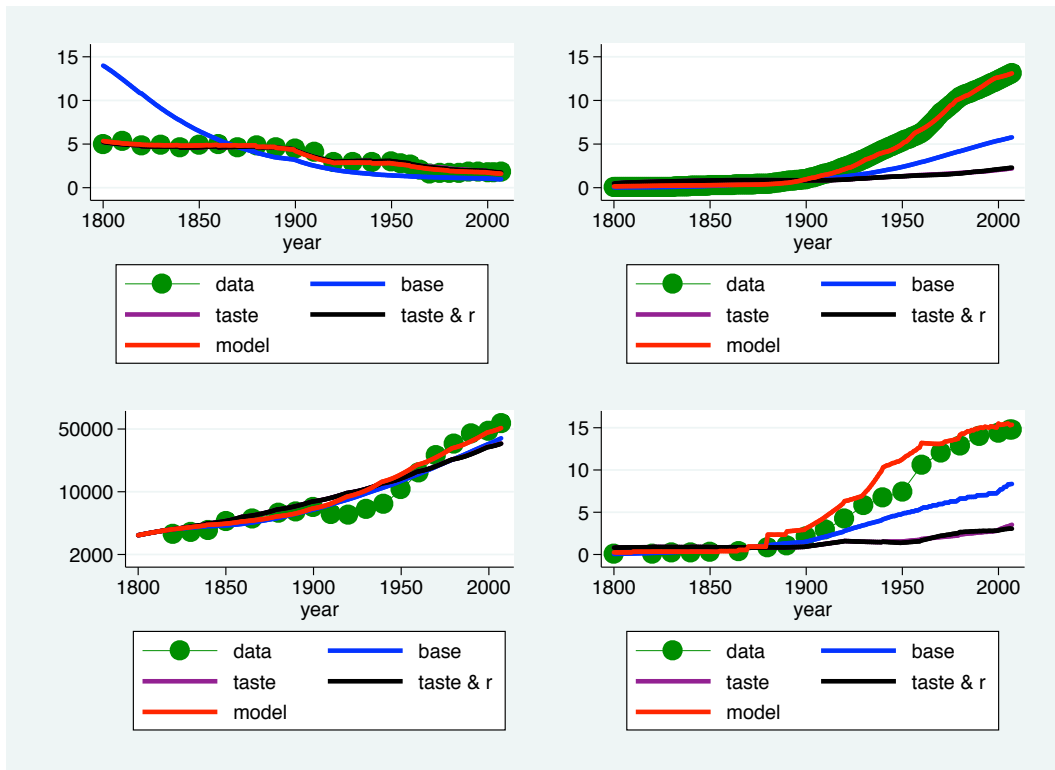 15
10
5
0
1800 1850 1900 1950 2000
year
data base
taste taste & r
model
15
10
5
0
1800 1850 1900 1950 2000
year
data base
taste taste & r
model
50000
10000
2000
1800 1850 1900 1950 2000
year
data base
taste taste & r
model
15
10
5
0
1800 1850 1900 1950 2000
year
data base
taste taste & r
model